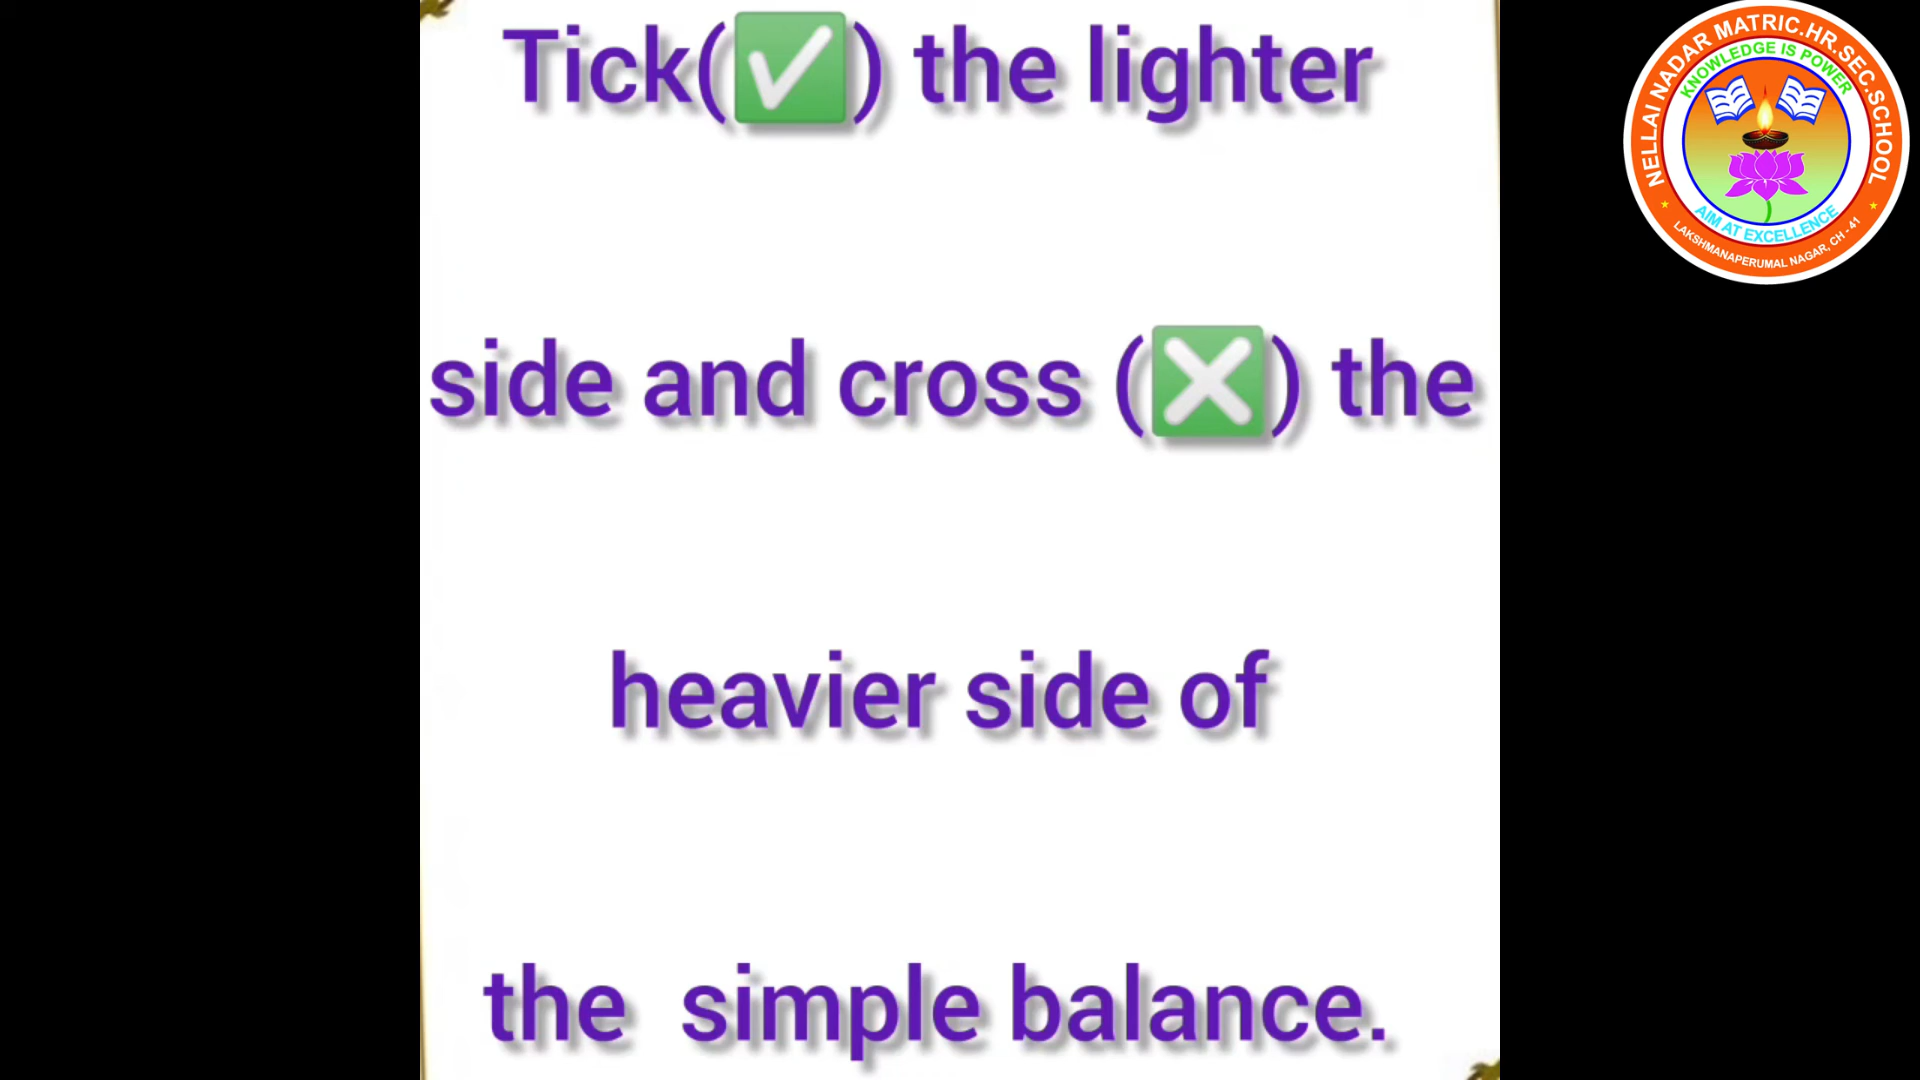 Tick(✅) the lighter
side and cross (❎) the
heavier side of
the simple balance.
NELLAI NADAR MATRIC.HR.SEC.SCHOOL
KNOWLEDGE IS POWER
AIM AT EXCELLENCE
LAKSHMANAPERUMAL NAGAR, CH - 41